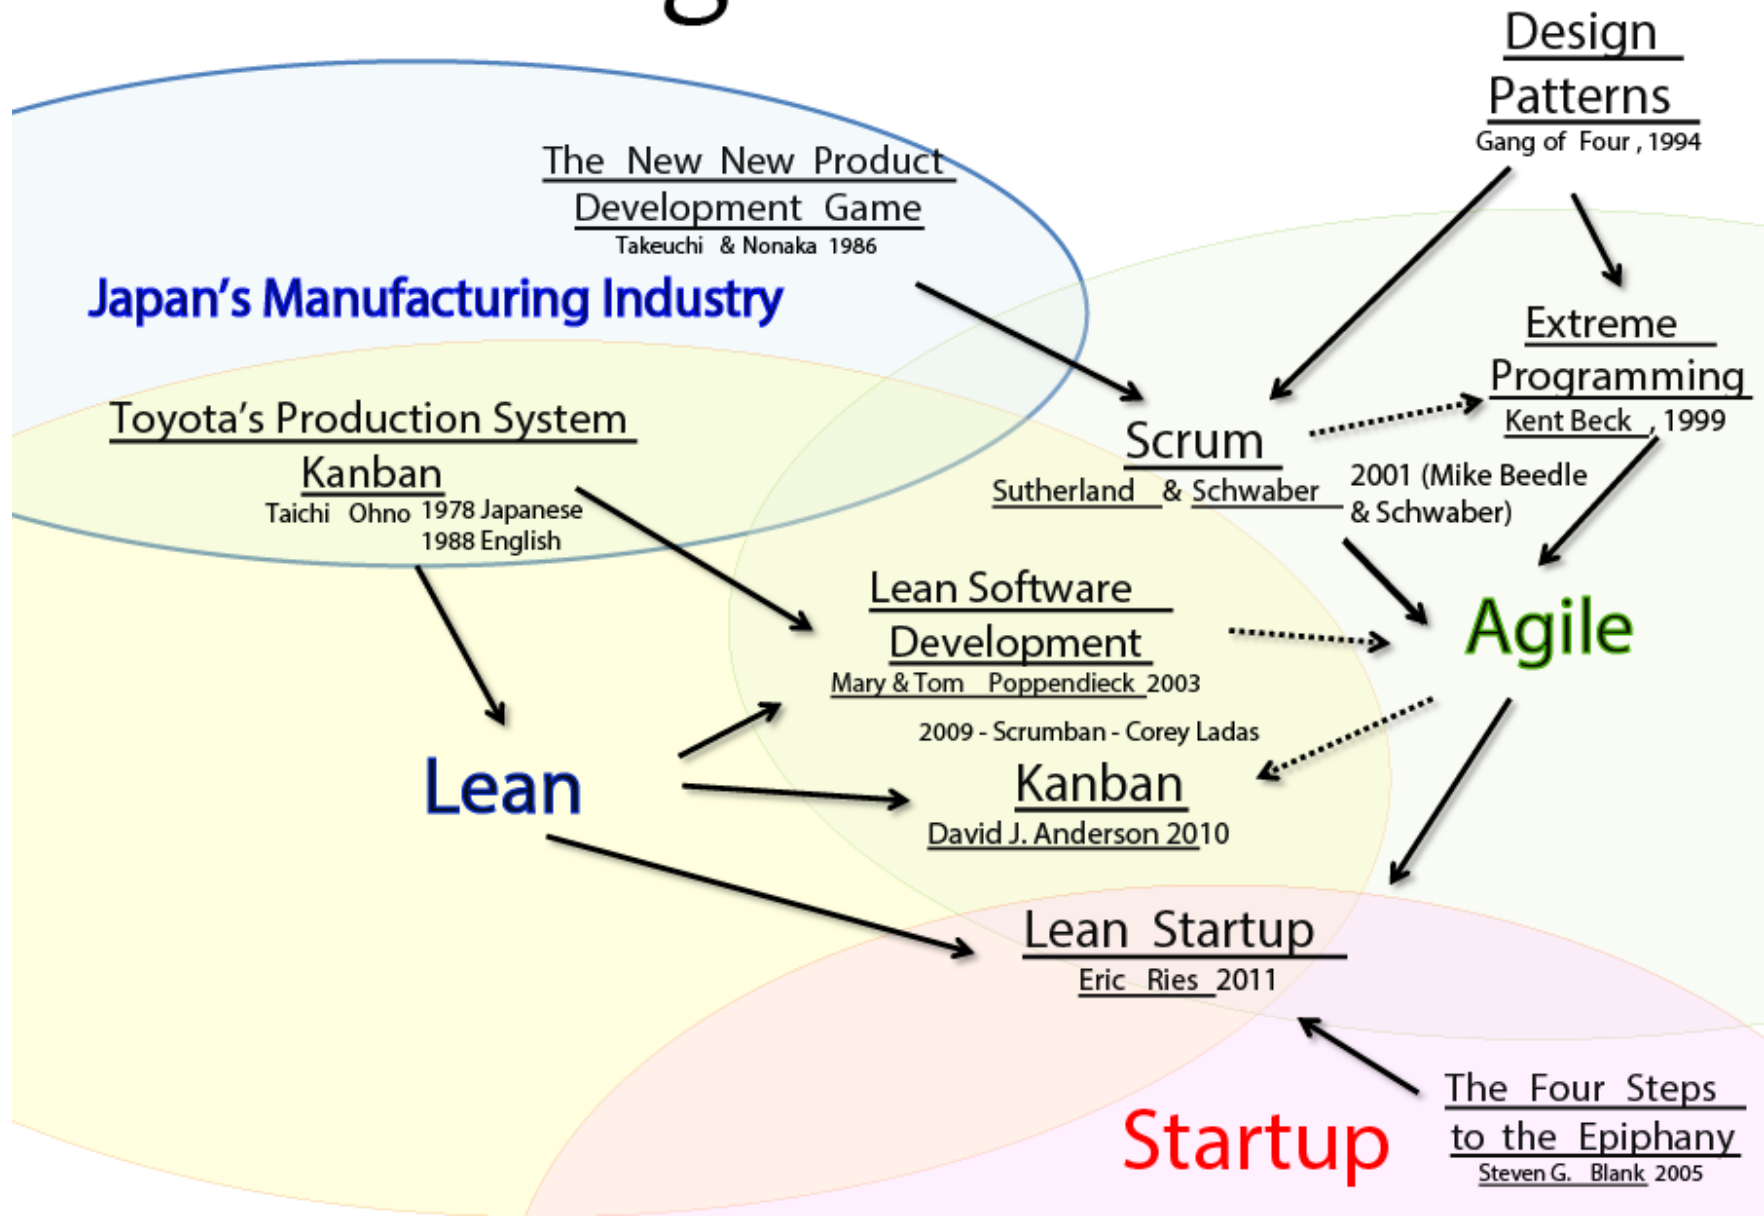 Design
Patterns
Gang of Four , 1994
The New New Product
Development Game
Takeuchi & Nonaka 1986
Japan's Manufacturing Industry
Extreme
Programming
Kent Beck , 1999
Toyota's Production System
Kanban
Taichi Ohno 1978 Japanese
1988 English
Scrum
Sutherland & Schwaber
2001 (Mike Beedle
& Schwaber)
Lean Software
Development
Mary & Tom Poppendieck 2003
Agile
2009 - Scrumban - Corey Ladas
Kanban
David J. Anderson 2010
Lean
Lean Startup
Eric Ries 2011
Startup
The Four Steps
to the Epiphany
Steven G. Blank 2005